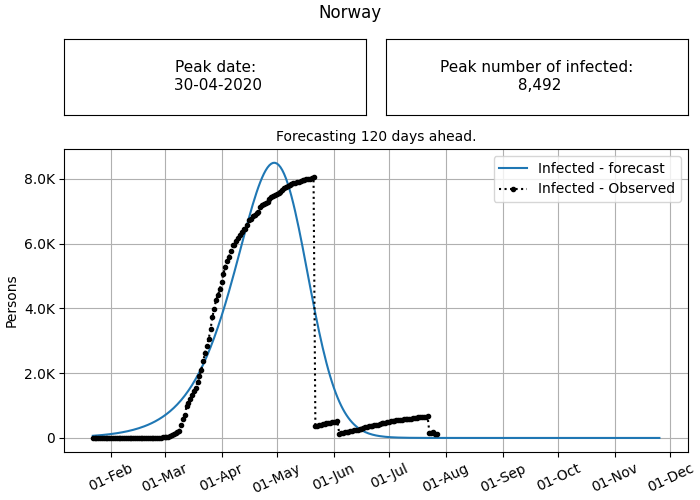 Norway
Peak date:
30-04-2020
Peak number of infected:
8,492
Forecasting 120 days ahead.
Infected - forecast
Infected - Observed
8.0K
6.0K
4.0K
2.0K
0
Persons
01-Feb
01-Mar
01-Apr
01-May
01-Jun
01-Jul
01-Aug
01-Sep
01-Oct
01-Nov
01-Dec